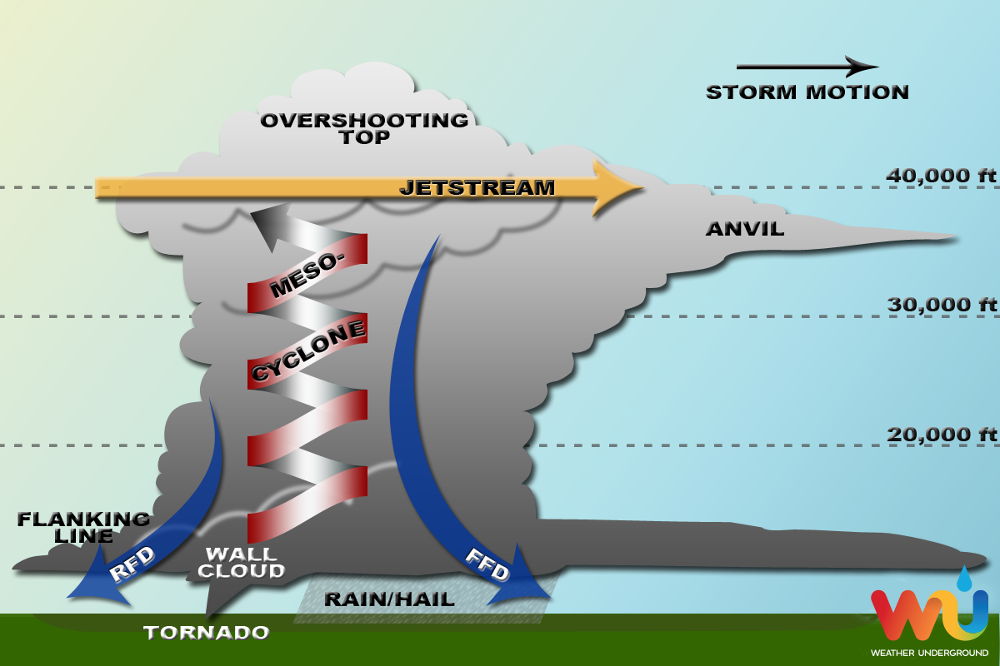 STORM MOTION
OVERSHOOTING
TOP
40,000 ft
JETSTREAM
ANVIL
MESO-
30,000 ft
CYCLONE
20,000 ft
FLANKING
LINE
WALL
CLOUD
RFD
FFD
RAIN/HAIL
TORNADO
WU
WEATHER UNDERGROUND